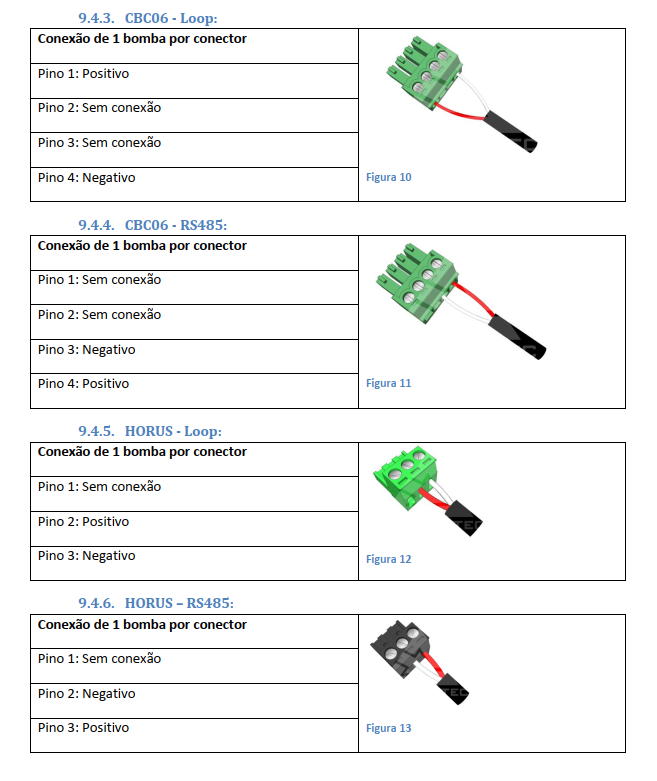 9.4.3. CBC06 - Loop:
Conexão de 1 bomba por conector
Pino 1: Positivo
Pino 2: Sem conexão
Pino 3: Sem conexão
Pino 4: Negativo
Figura 10
9.4.4. CBC06 - RS485:
Conexão de 1 bomba por conector
Pino 1: Sem conexão
Pino 2: Sem conexão
Pino 3: Negativo
Pino 4: Positivo
Figura 11
9.4.5. HORUS - Loop:
Conexão de 1 bomba por conector
Pino 1: Sem conexão
Pino 2: Positivo
Pino 3: Negativo
TEC
Figura 12
9.4.6. HORUS – RS485:
Conexão de 1 bomba por conector
Pino 1: Sem conexão
Pino 2: Negativo
Pino 3: Positivo
TEC
Figura 13